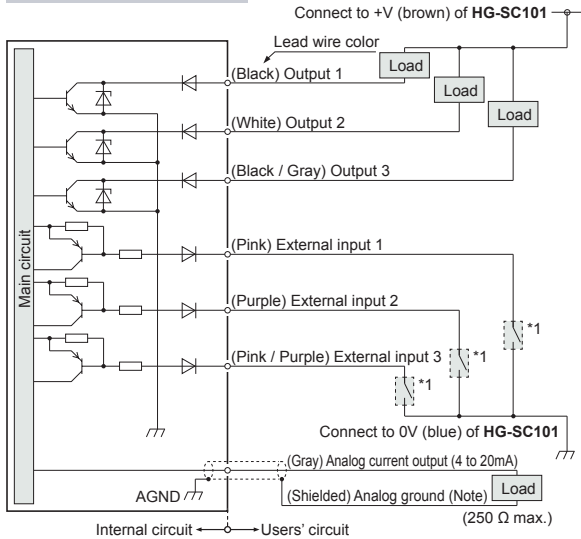 Connect to +V (brown) of HG-SC101
Lead wire color
(Black) Output 1
Load
Load
Load
(White) Output 2
(Black / Gray) Output 3
Main circuit
(Pink) External input 1
*1
(Purple) External input 2
*1
(Pink / Purple) External input 3
*1
Connect to 0V (blue) of HG-SC101
(Gray) Analog current output (4 to 20mA)
AGND
(Shielded) Analog ground (Note)
Load
(250 Ω max.)
Internal circuit
Users' circuit